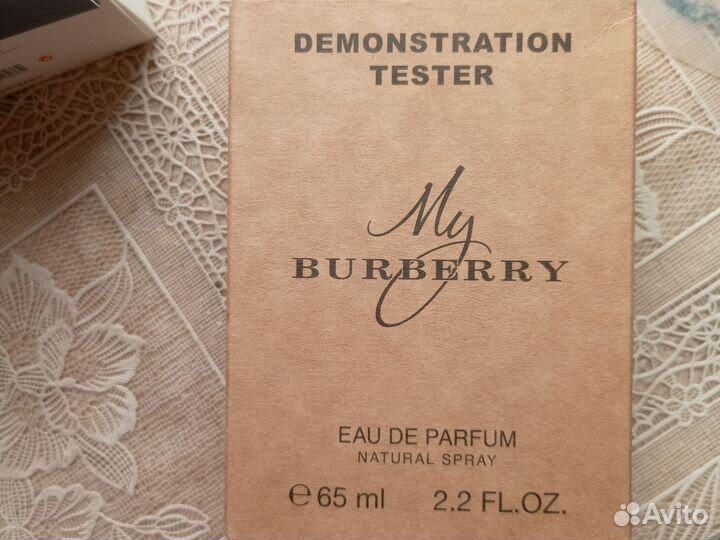 DEMONSTRATION
TESTER
My
BURBERRY
EAU DE PARFUM
NATURAL SPRAY
℮65 ml 2.2 FL.OZ.
Avito